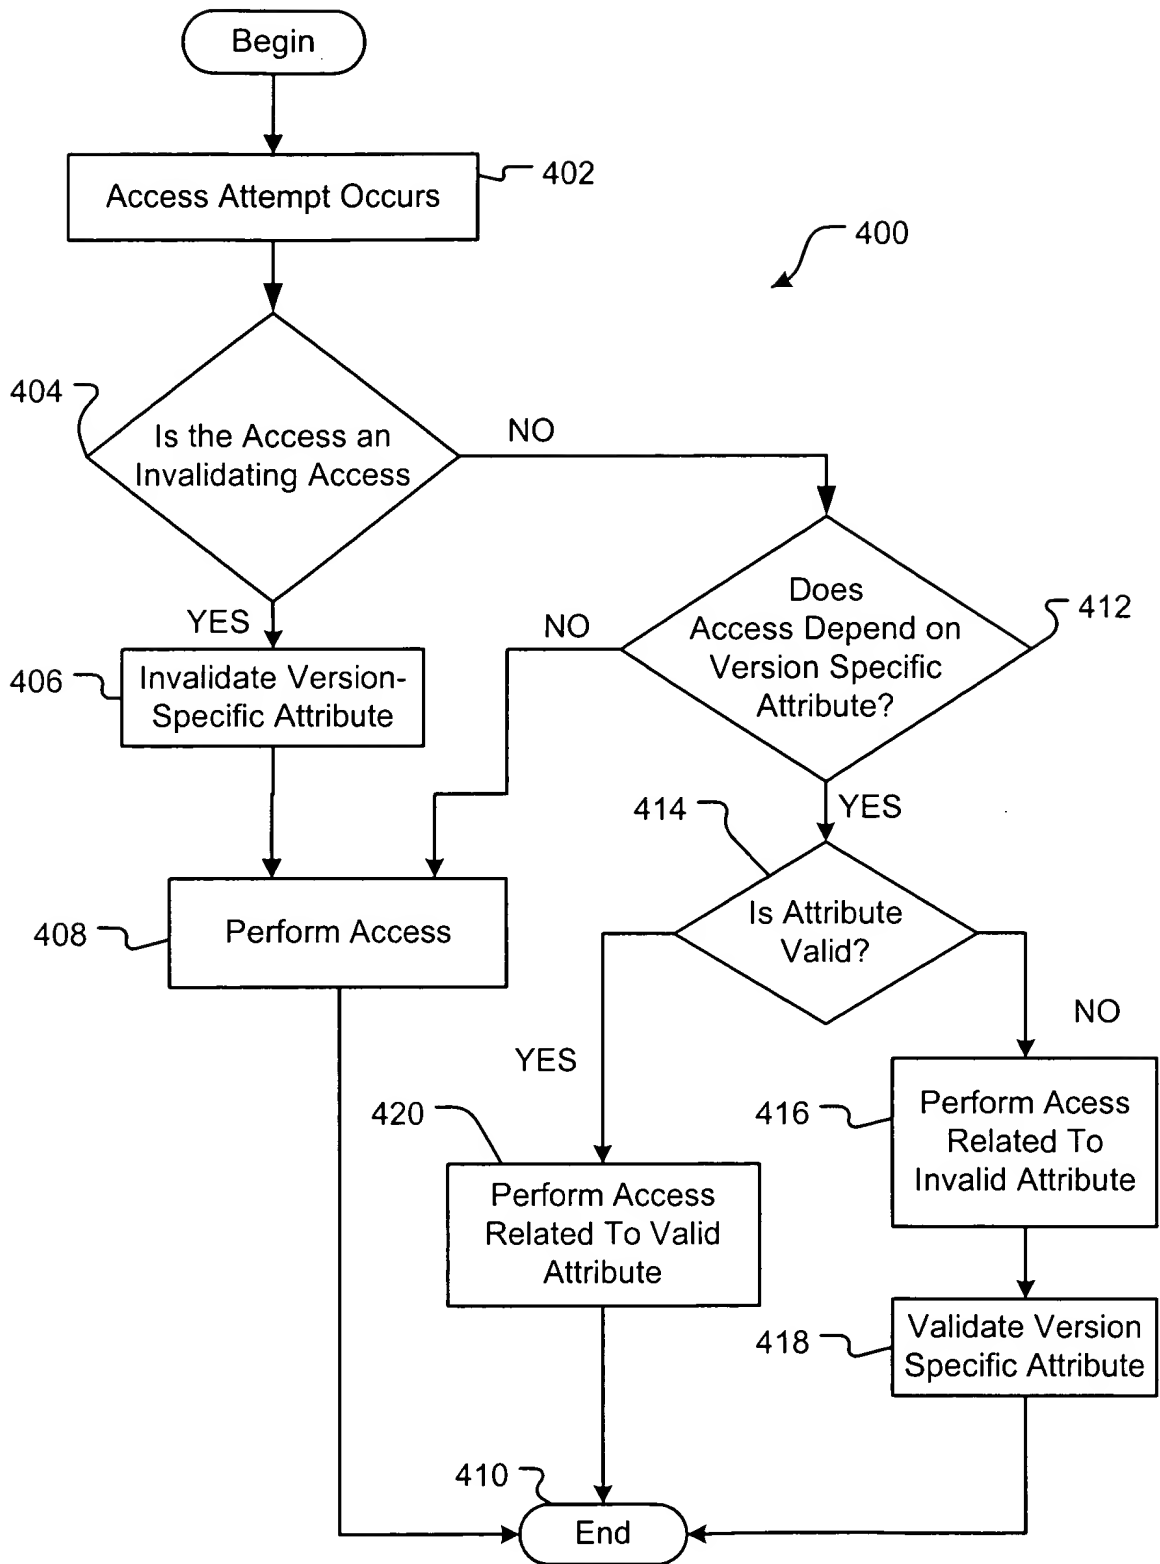 Begin
Access Attempt Occurs
402
400
404
Is the Access an
Invalidating Access
NO
YES
406
Invalidate Version-
Specific Attribute
NO
Does
Access Depend on
Version Specific
Attribute?
412
YES
414
Is Attribute
Valid?
408
Perform Access
YES
NO
420
Perform Access
Related To Valid
Attribute
416
Perform Acess
Related To
Invalid Attribute
418
Validate Version
Specific Attribute
410
End